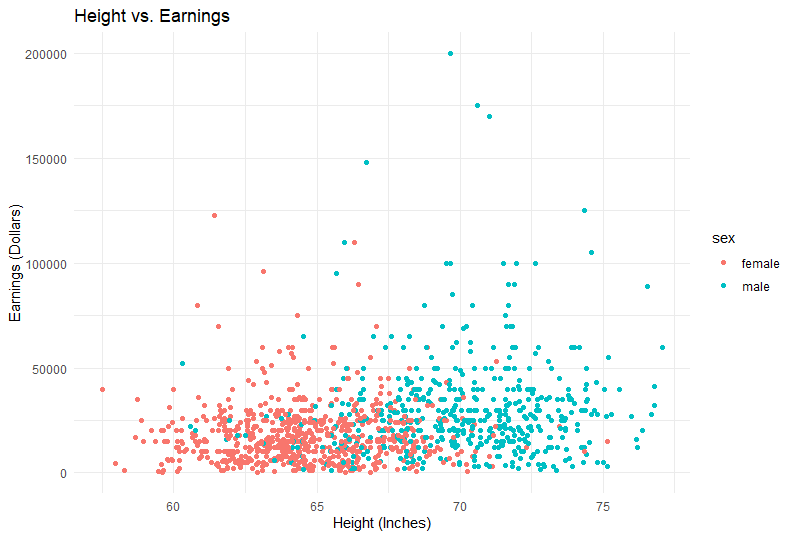 Height vs. Earnings
200000
150000
100000
50000
0
Earnings (Dollars)
60 65 70 75
Height (Inches)
sex
female
male